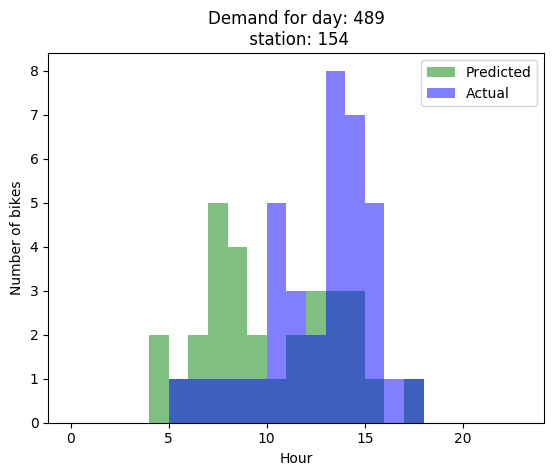 Demand for day: 489
station: 154
Predicted
Actual
Number of bikes
8
7
6
5
4
3
2
1
0
0 5 10 15 20
Hour